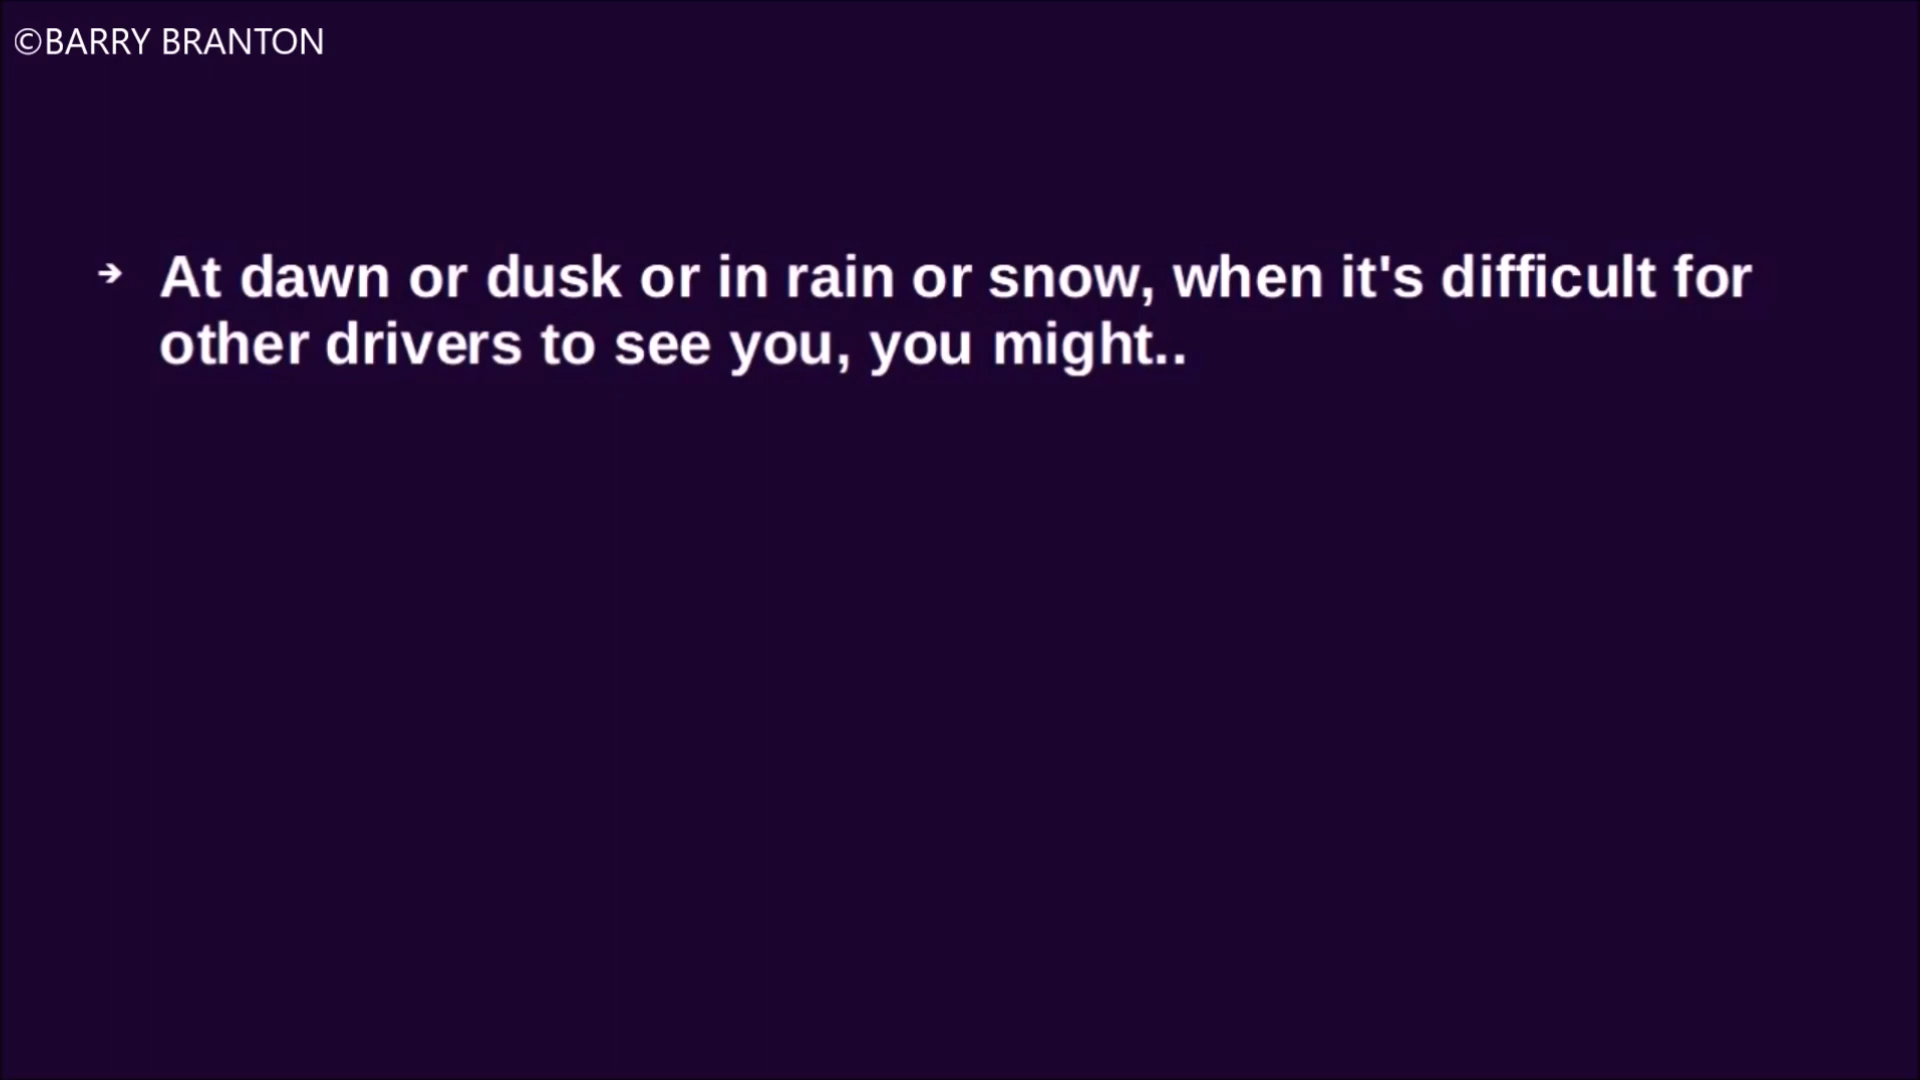 ©BARRY BRANTON
➔ At dawn or dusk or in rain or snow, when it's difficult for
other drivers to see you, you might..